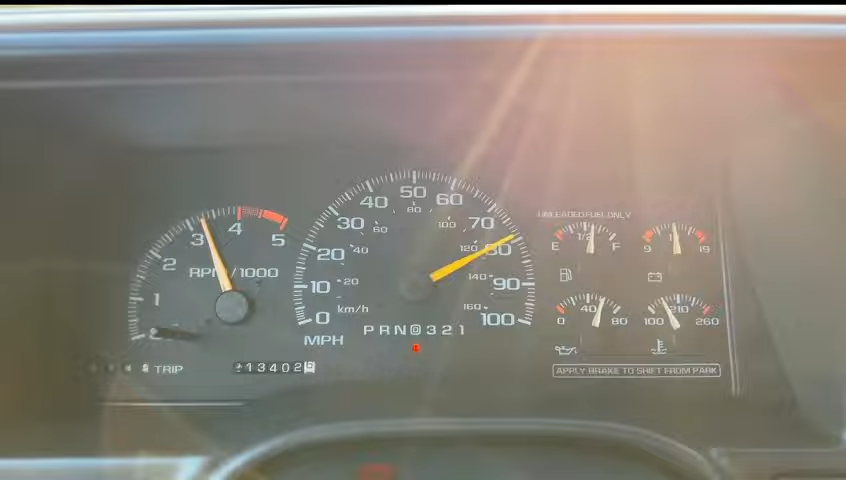 UNLEADED FUEL ONLY
0 10 20 30 40 50 60 70 80 90 100
20 40 60 80 100 120 140 160
km/h
MPH
1 2 3 4 5
RPM/1000
E 1/2 F
9 19
0 40 80
100 210 260
PRN 321
TRIP
13402
APPLY BRAKE TO SHIFT FROM PARK